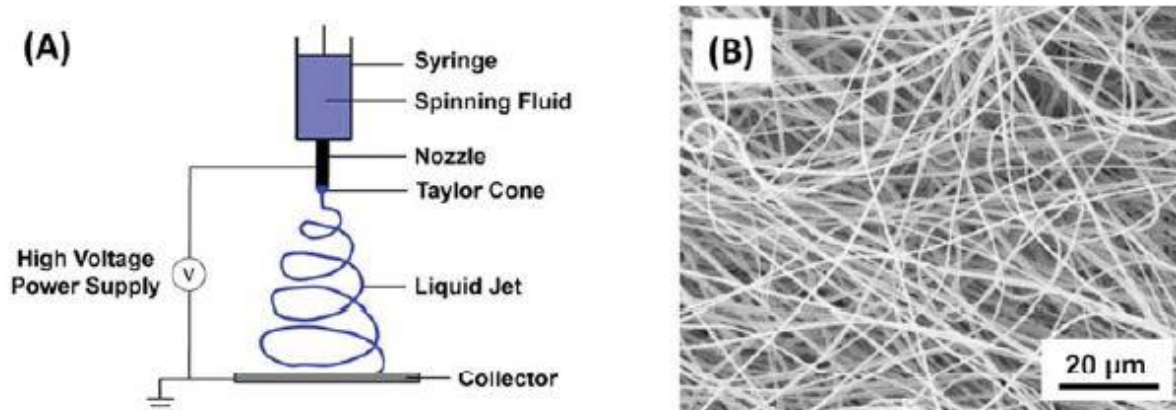 (A)
Syringe
Spinning Fluid
Nozzle
Taylor Cone
High Voltage
Power Supply
V
Liquid Jet
Collector
(B)
20 µm